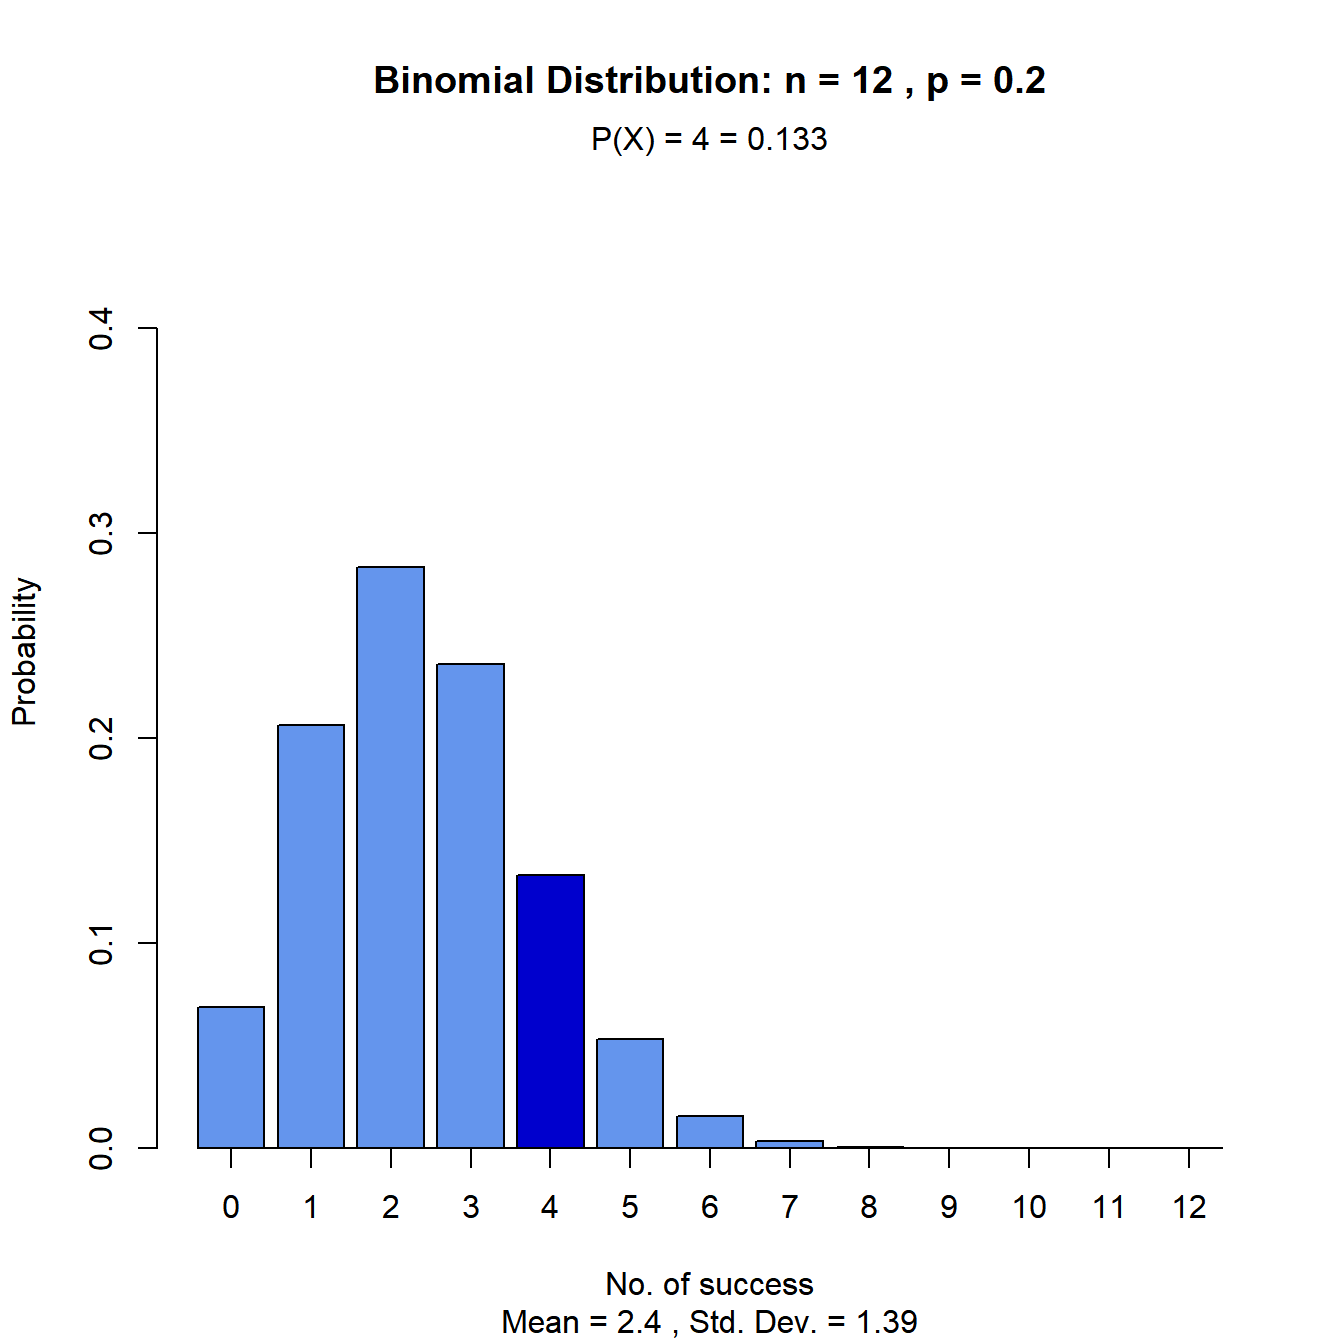 Binomial Distribution: n = 12 , p = 0.2
P(X) = 4 = 0.133
Probability
0.4
0.3
0.2
0.1
0.0
0 1 2 3 4 5 6 7 8 9 10 11 12
No. of success
Mean = 2.4 , Std. Dev. = 1.39